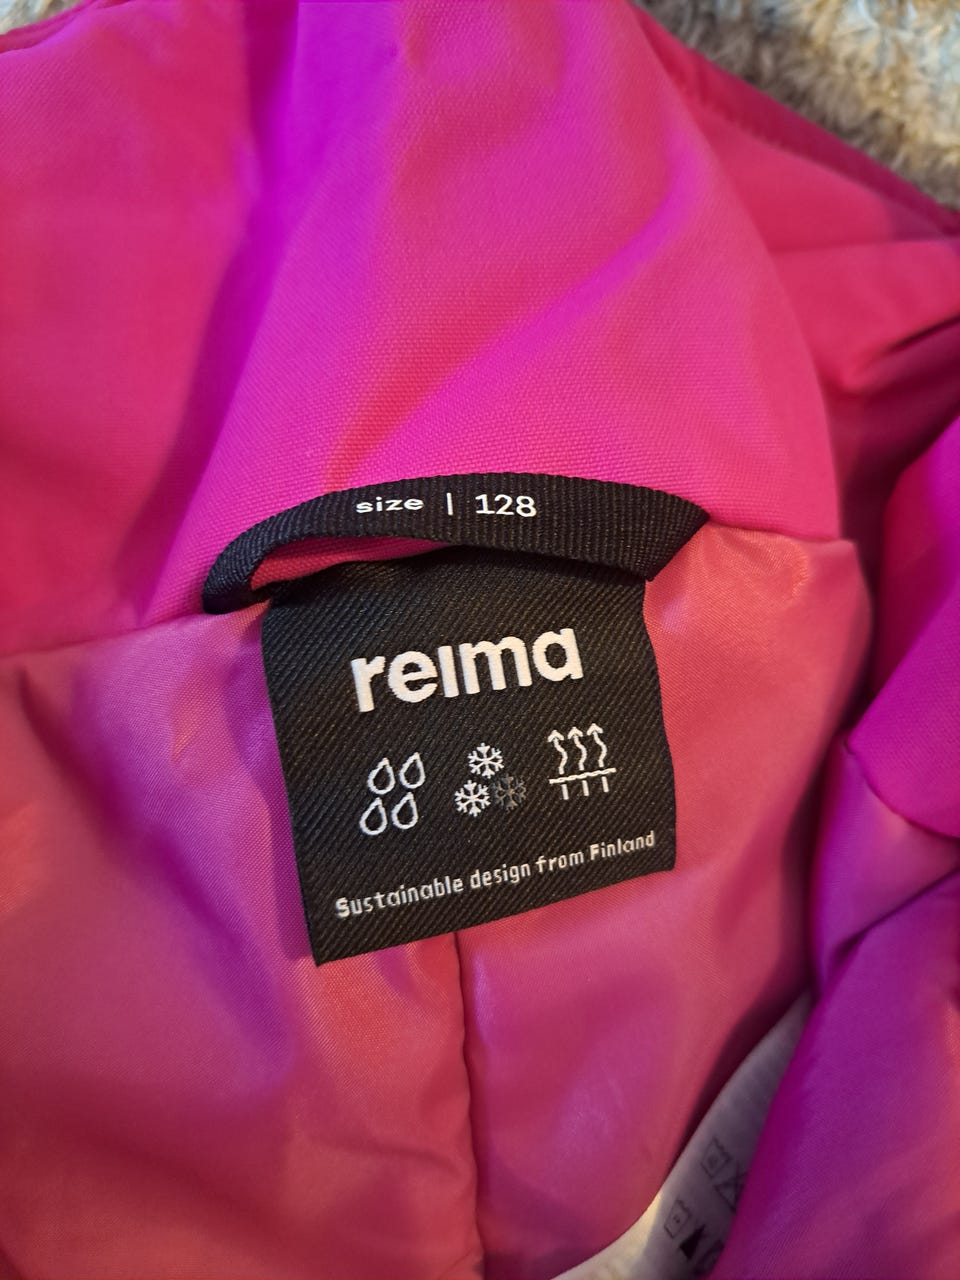 size | 128
reima
Sustainable design from Finland